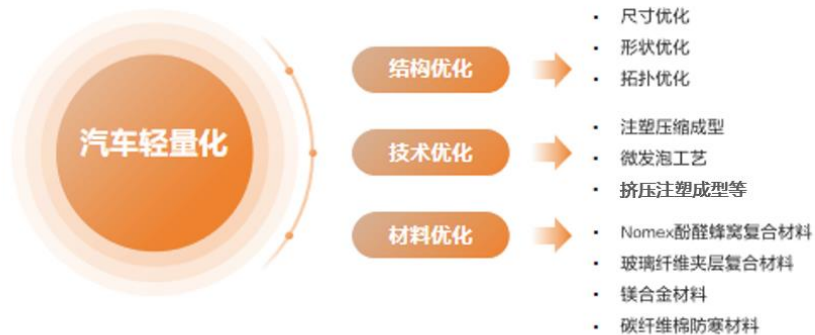 汽车轻量化
结构优化
尺寸优化
形状优化
拓扑优化
技术优化
注塑压缩成型
微发泡工艺
挤压注塑成型等
材料优化
Nomex酚醛蜂窝复合材料
玻璃纤维夹层复合材料
镁合金材料
碳纤维棉防寒材料